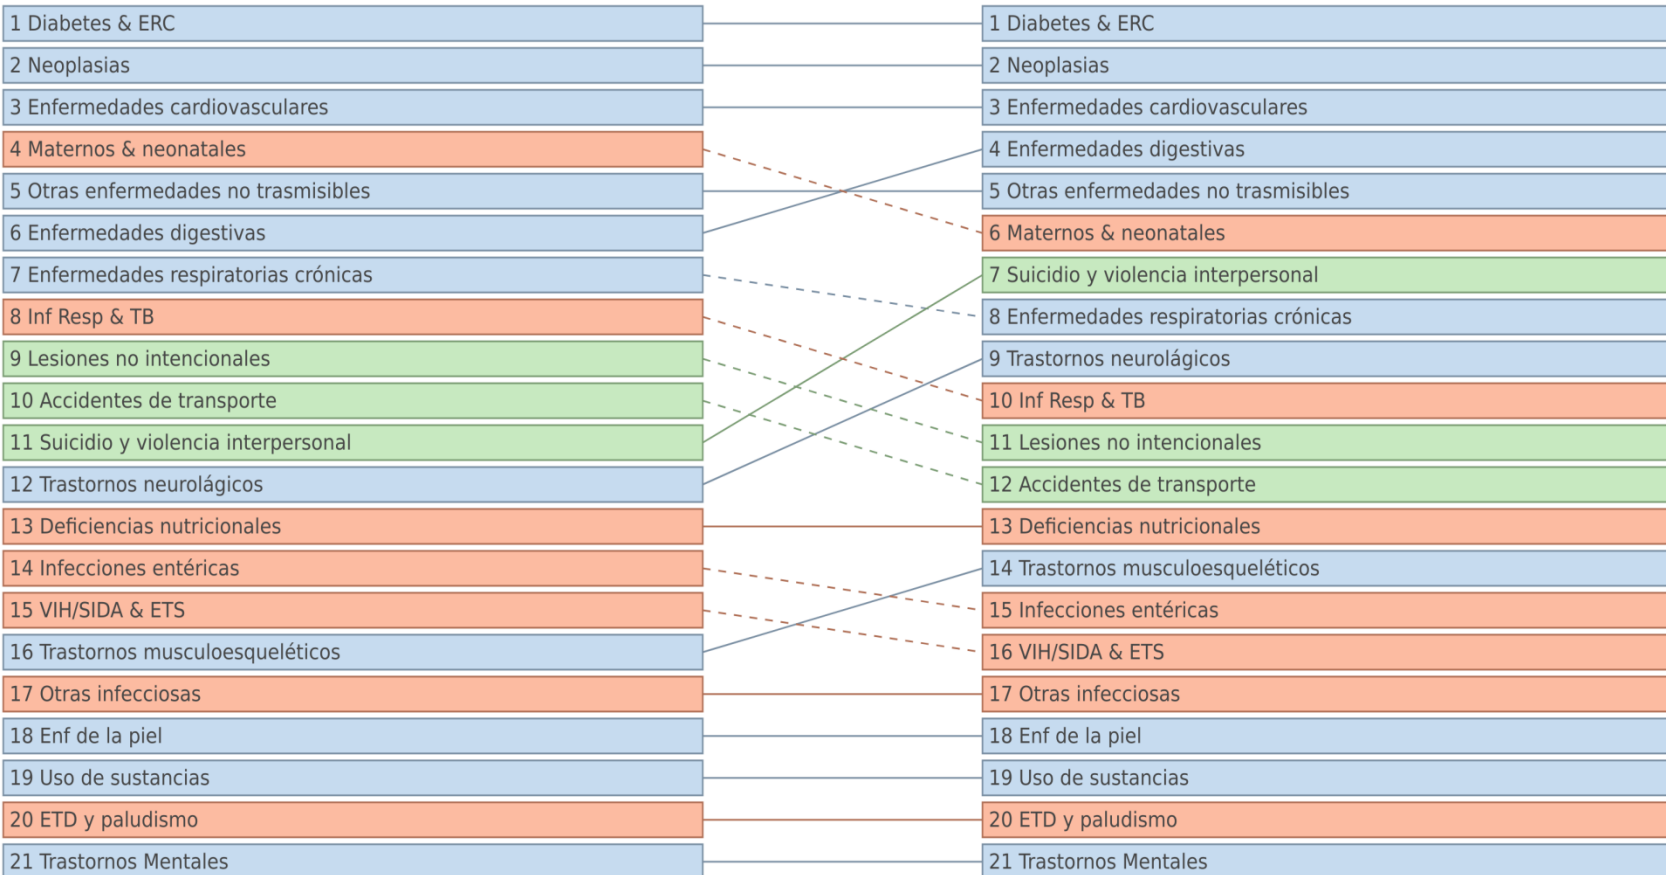 1 Diabetes & ERC
2 Neoplasias
3 Enfermedades cardiovasculares
4 Maternos & neonatales
5 Otras enfermedades no trasmisibles
6 Enfermedades digestivas
7 Enfermedades respiratorias crónicas
8 Inf Resp & TB
9 Lesiones no intencionales
10 Accidentes de transporte
11 Suicidio y violencia interpersonal
12 Trastornos neurolágicos
13 Deficiencias nutricionales
14 Infecciones entéricas
15 VIH/SIDA & ETS
16 Trastornos musculoesqueléticos
17 Otras infecciosas
18 Enf de la piel
19 Uso de sustancias
20 ETD y paludismo
21 Trastornos Mentales
1 Diabetes & ERC
2 Neoplasias
3 Enfermedades cardiovasculares
4 Enfermedades digestivas
5 Otras enfermedades no trasmisibles
6 Maternos & neonatales
7 Suicidio y violencia interpersonal
8 Enfermedades respiratorias crónicas
9 Trastornos neurolágicos
10 Inf Resp & TB
11 Lesiones no intencionales
12 Accidentes de transporte
13 Deficiencias nutricionales
14 Trastornos musculoesqueléticos
15 Infecciones entéricas
16 VIH/SIDA & ETS
17 Otras infecciosas
18 Enf de la piel
19 Uso de sustancias
20 ETD y paludismo
21 Trastornos Mentales